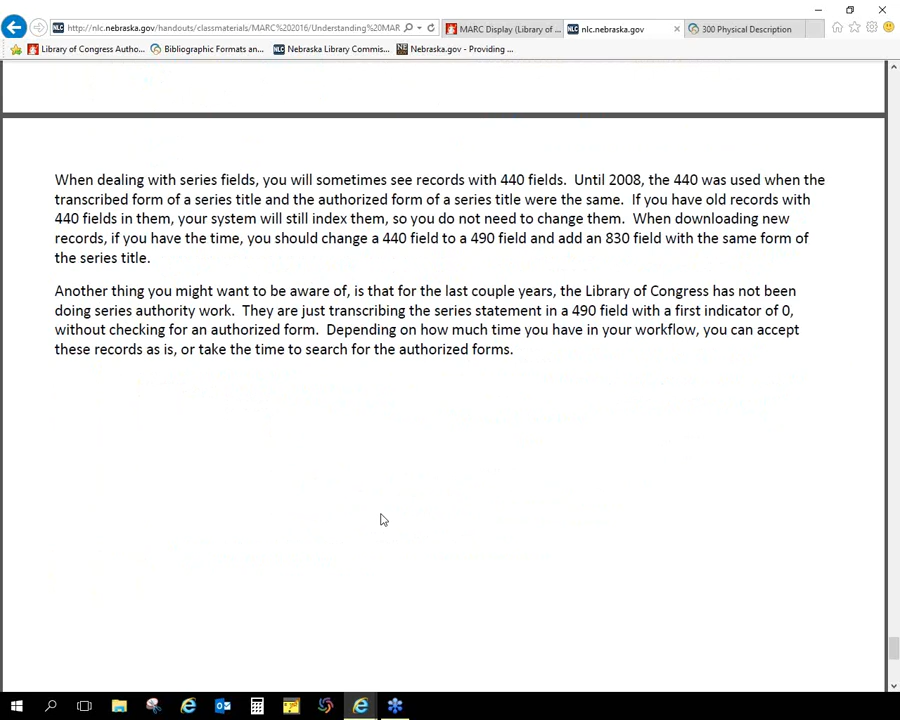 http://nlc.nebraska.gov/handouts/classmaterials/MARC%202016/Understanding%20MAR
MARC Display (Library of ...
nlc.nebraska.gov
300 Physical Description
Library of Congress Autho...
Bibliographic Formats an...
Nebraska Library Commis...
Nebraska.gov - Providing ...
When dealing with series fields, you will sometimes see records with 440 fields. Until 2008, the 440 was used when the
transcribed form of a series title and the authorized form of a series title were the same. If you have old records with
440 fields in them, your system will still index them, so you do not need to change them. When downloading new
records, if you have the time, you should change a 440 field to a 490 field and add an 830 field with the same form of
the series title.
Another thing you might want to be aware of, is that for the last couple years, the Library of Congress has not been
doing series authority work. They are just transcribing the series statement in a 490 field with a first indicator of 0,
without checking for an authorized form. Depending on how much time you have in your workflow, you can accept
these records as is, or take the time to search for the authorized forms.